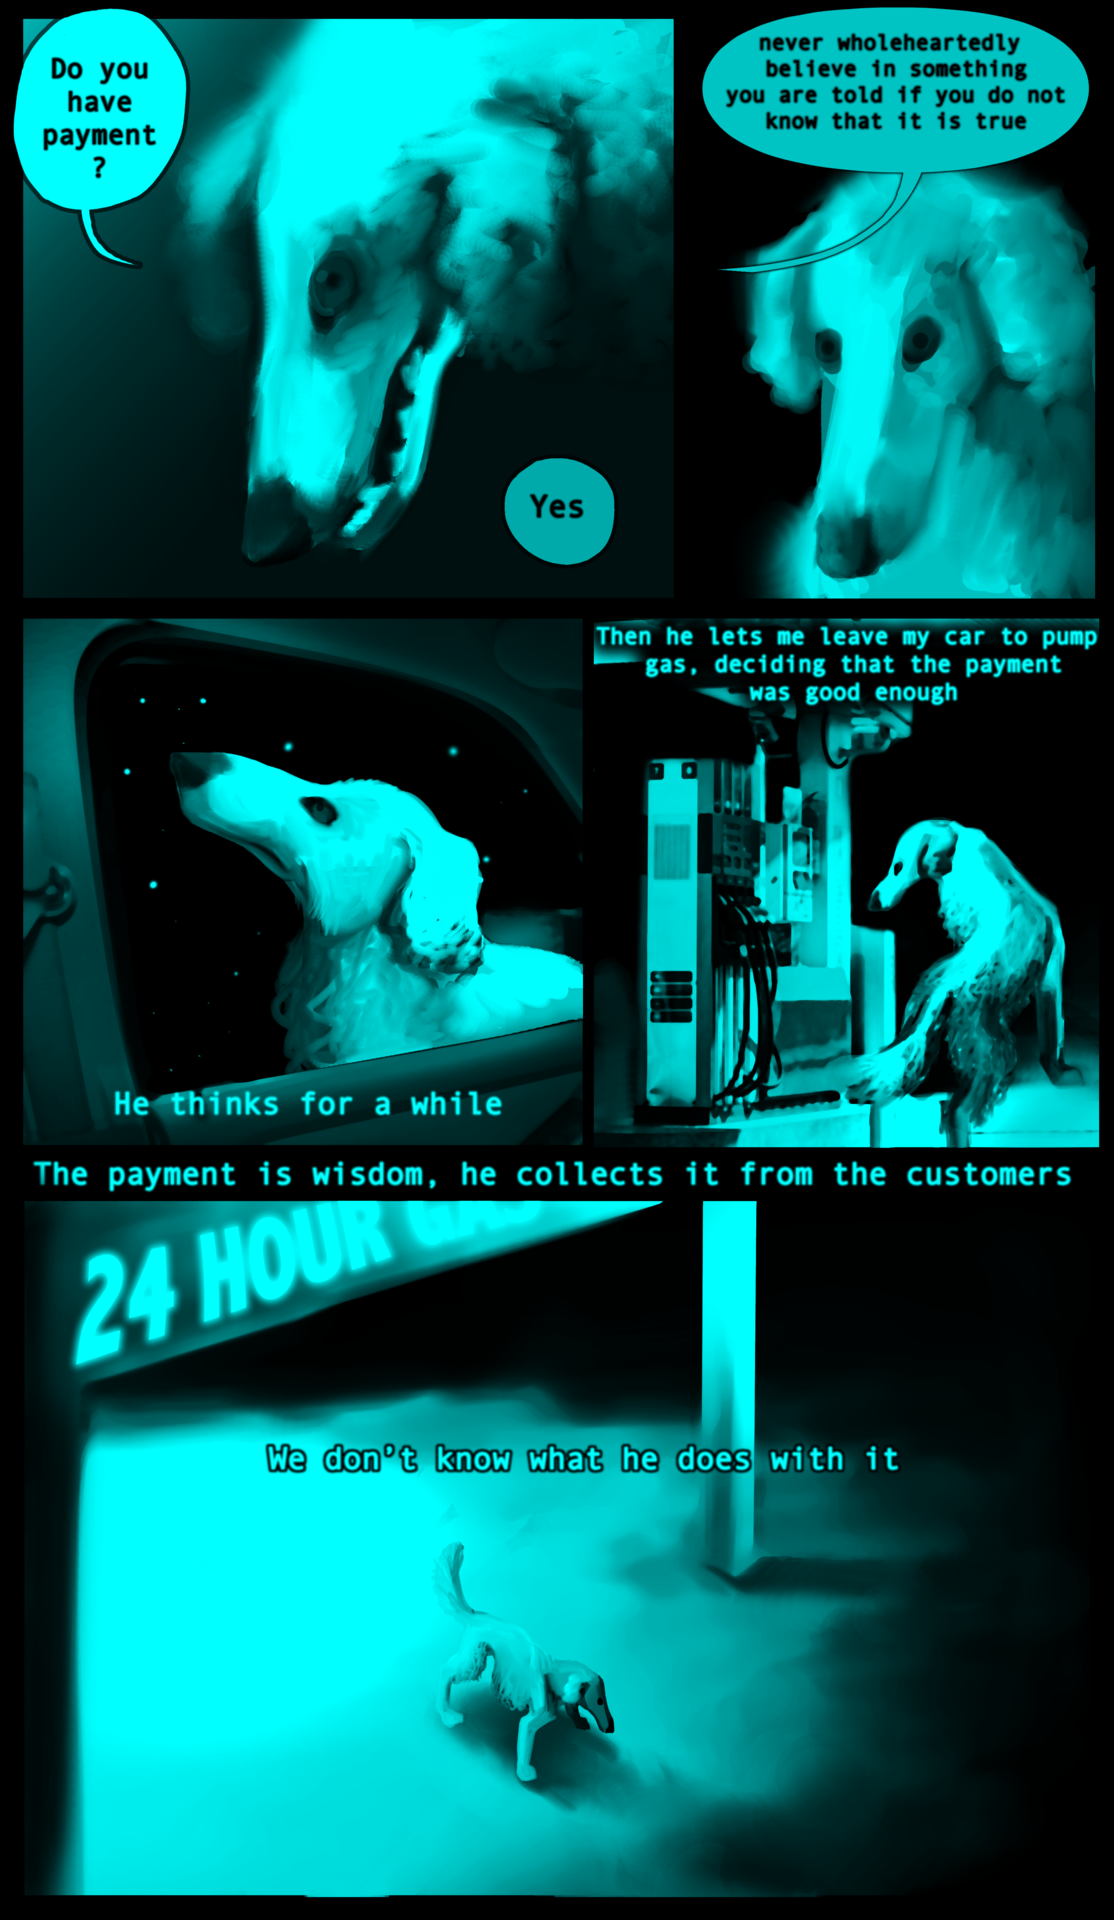 Do you
have
payment
?
Yes
never wholeheartedly
believe in something
you are told if you do not
know that it is true
He thinks for a while
Then he lets me leave my car to pump
gas, deciding that the payment
was good enough
The payment is wisdom, he collects it from the customers
24 HOUR GAS
We don't know what he does with it